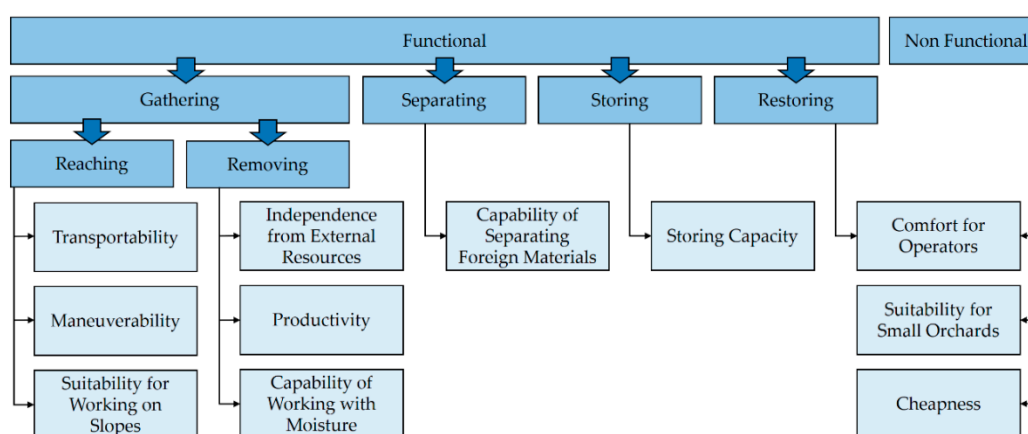 Functional
Non Functional
Gathering
Separating
Storing
Restoring
Reaching
Removing
Transportability
Independence
from External
Resources
Capability of
Separating
Foreign Materials
Storing Capacity
Comfort for
Operators
Maneuverability
Productivity
Suitability for
Small Orchards
Suitability for
Working on
Slopes
Capability of
Working with
Moisture
Cheapness